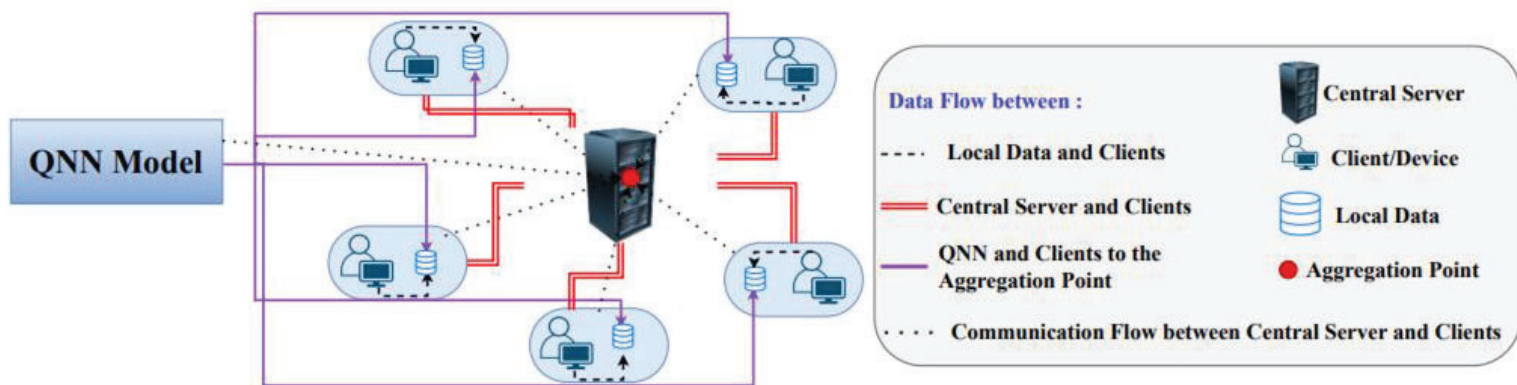 QNN Model
Data Flow between :
Local Data and Clients
Central Server and Clients
QNN and Clients to the
Aggregation Point
Communication Flow between Central Server and Clients
Central Server
Client/Device
Local Data
Aggregation Point